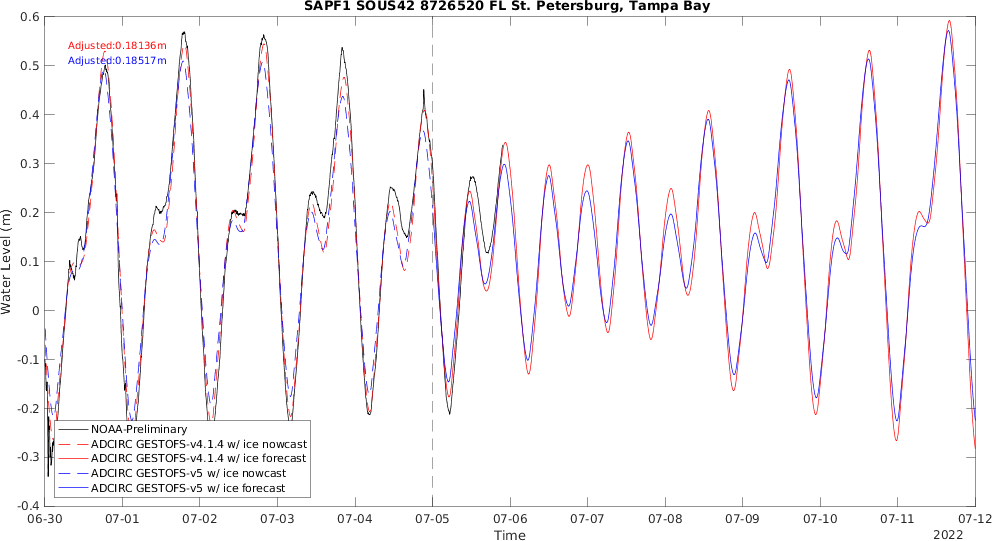 SAPF1 SOUS42 8726520 FL St. Petersburg, Tampa Bay
0.6
0.5
0.4
0.3
0.2
0.1
0
-0.1
-0.2
-0.3
-0.4
Water Level (m)
Adjusted:0.18136m
Adjusted:0.18517m
NOAA-Preliminary
ADCIRC GESTOFS-v4.1.4 w/ ice nowcast
ADCIRC GESTOFS-v4.1.4 w/ ice forecast
ADCIRC GESTOFS-v5 w/ ice nowcast
ADCIRC GESTOFS-v5 w/ ice forecast
06-30 07-01 07-02 07-03 07-04 07-05 07-06 07-07 07-08 07-09 07-10 07-11 07-12
Time
2022